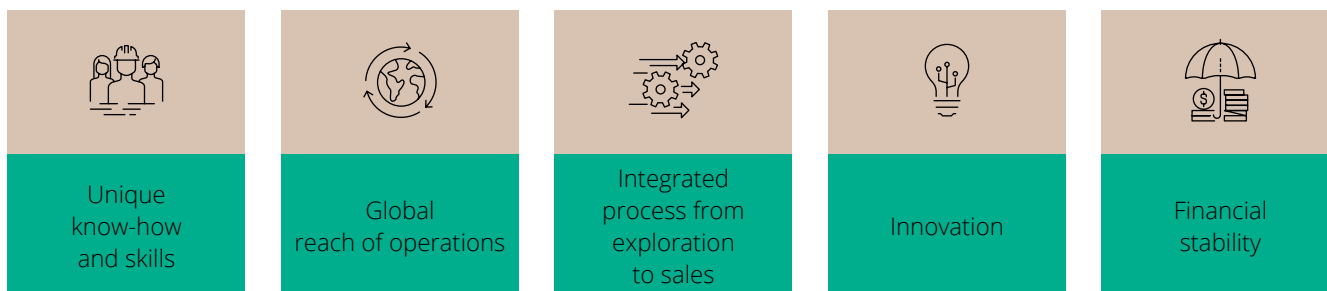 Unique
know-how
and skills
Global
reach of operations
Integrated
process from
exploration
to sales
Innovation
Financial
stability